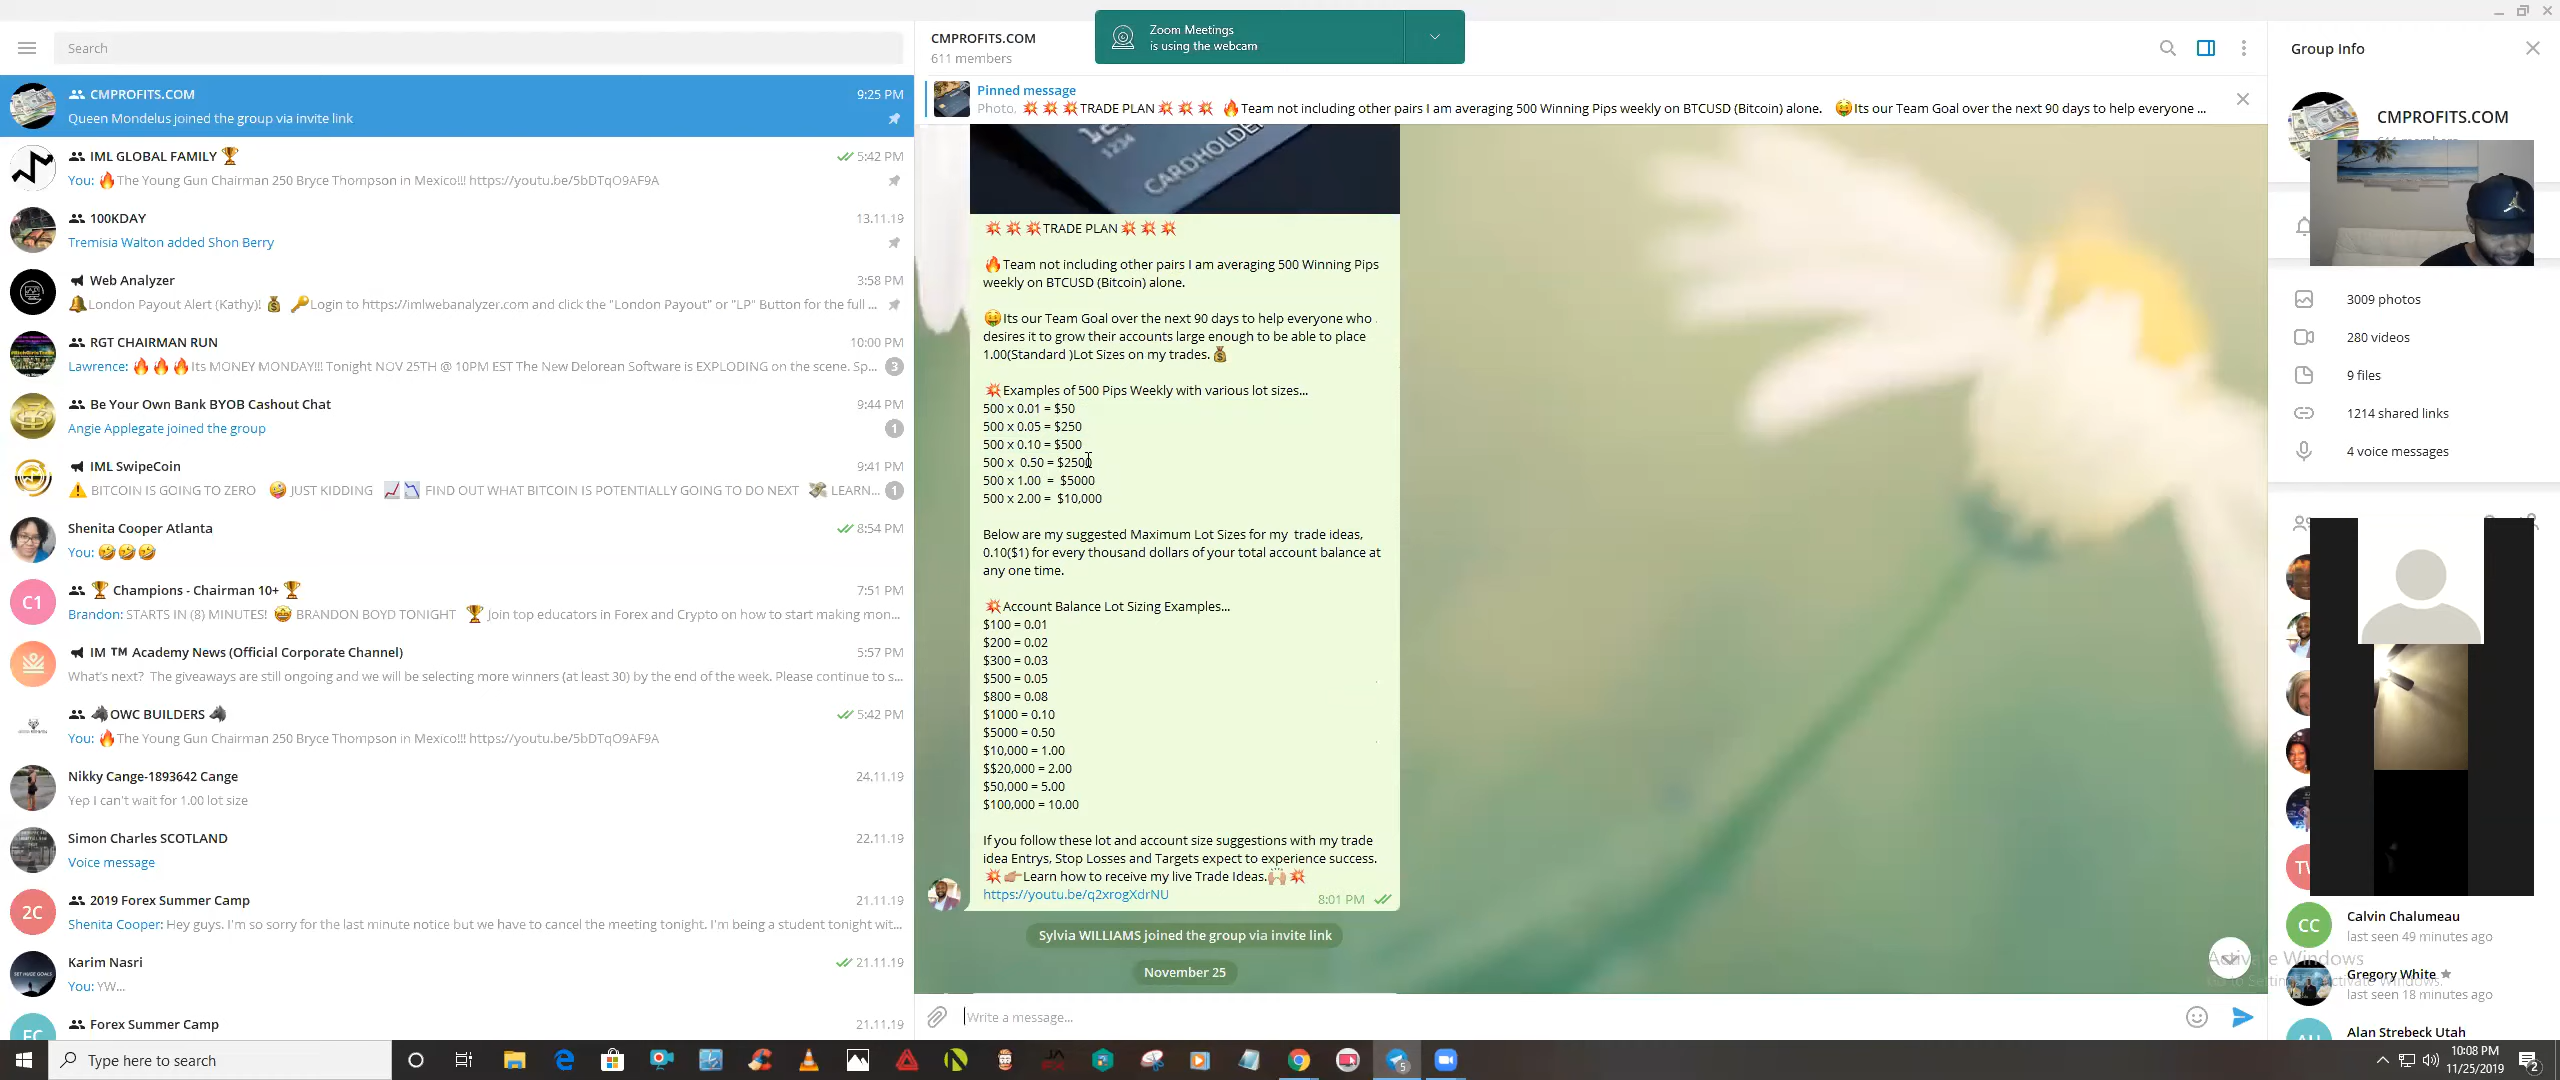 Search
CMPROFITS.COM
9:25 PM
Queen Mondelus joined the group via invite link
IML GLOBAL FAMILY 🏆
5:42 PM
You: 🔥The Young Gun Chairman 250 Bryce Thompson in Mexico!!! https://youtu.be/5bDTqO9AF9A
100KDAY
13.11.19
Tremisia Walton added Shon Berry
Web Analyzer
3:58 PM
🔔London Payout Alert (Kathy)! 💰 🔑Login to https://imlwebanalyzer.com and click the "London Payout" or "LP" Button for the full ...
RGT CHAIRMAN RUN
10:00 PM
Lawrence: 🔥🔥🔥Its MONEY MONDAY!!! Tonight NOV 25TH @ 10PM EST The New Delorean Software is EXPLODING on the scene. Sp...
3
Be Your Own Bank BYOB Cashout Chat
9:44 PM
Angie Applegate joined the group
1
IML SwipeCoin
9:41 PM
⚠️ BITCOIN IS GOING TO ZERO 🤪 JUST KIDDING 📈📉 FIND OUT WHAT BITCOIN IS POTENTIALLY GOING TO DO NEXT 💸 LEARN...
1
Shenita Cooper Atlanta
8:54 PM
You: 🤣🤣🤣
C1
🏆 Champions - Chairman 10+ 🏆
7:51 PM
Brandon: STARTS IN (8) MINUTES! 🤩 BRANDON BOYD TONIGHT 🏆 Join top educators in Forex and Crypto on how to start making mon...
IM ™ Academy News (Official Corporate Channel)
5:57 PM
What's next? The giveaways are still ongoing and we will be selecting more winners (at least 30) by the end of the week. Please continue to s...
🐺OWC BUILDERS 🐺
5:42 PM
You: 🔥The Young Gun Chairman 250 Bryce Thompson in Mexico!!! https://youtu.be/5bDTqO9AF9A
Nikky Cange-1893642 Cange
24.11.19
Yep I can't wait for 1.00 lot size
Simon Charles SCOTLAND
22.11.19
Voice message
2C
2019 Forex Summer Camp
21.11.19
Shenita Cooper: Hey guys. I'm so sorry for the last minute notice but we have to cancel the meeting tonight. I'm being a student tonight wit...
Karim Nasri
21.11.19
You: YW...
Forex Summer Camp
21.11.19
CMPROFITS.COM
611 members
Zoom Meetings
is using the webcam
Pinned message
Photo, 💥💥💥TRADE PLAN💥💥💥 🔥Team not including other pairs I am averaging 500 Winning Pips weekly on BTCUSD (Bitcoin) alone. 🤑Its our Team Goal over the next 90 days to help everyone ...
1234
CARDHOLDE
💥💥💥TRADE PLAN💥💥💥
🔥Team not including other pairs I am averaging 500 Winning Pips
weekly on BTCUSD (Bitcoin) alone.
🤑Its our Team Goal over the next 90 days to help everyone who
desires it to grow their accounts large enough to be able to place
1.00(Standard )Lot Sizes on my trades.💰
💥Examples of 500 Pips Weekly with various lot sizes...
500 x 0.01 = $50
500 x 0.05 = $250
500 x 0.10 = $500
500 x 0.50 = $2500
500 x 1.00 = $5000
500 x 2.00 = $10,000
Below are my suggested Maximum Lot Sizes for my trade ideas,
0.10($1) for every thousand dollars of your total account balance at
any one time.
💥Account Balance Lot Sizing Examples...
$100 = 0.01
$200 = 0.02
$300 = 0.03
$500 = 0.05
$800 = 0.08
$1000 = 0.10
$5000 = 0.50
$10,000 = 1.00
$$20,000 = 2.00
$50,000 = 5.00
$100,000 = 10.00
If you follow these lot and account size suggestions with my trade
idea Entrys, Stop Losses and Targets expect to experience success.
💥👉🏽Learn how to receive my live Trade Ideas.🙌🏽💥
https://youtu.be/q2xrogXdrNU
8:01 PM
Sylvia WILLIAMS joined the group via invite link
November 25
Write a message...
Group Info
CMPROFITS.COM
3009 photos
280 videos
9 files
1214 shared links
4 voice messages
CC
Calvin Chalumeau
last seen 49 minutes ago
Activate Windows
Gregory White
last seen 18 minutes ago
Alan Strebeck Utah
Type here to search
5
10:08 PM
11/25/2019
2